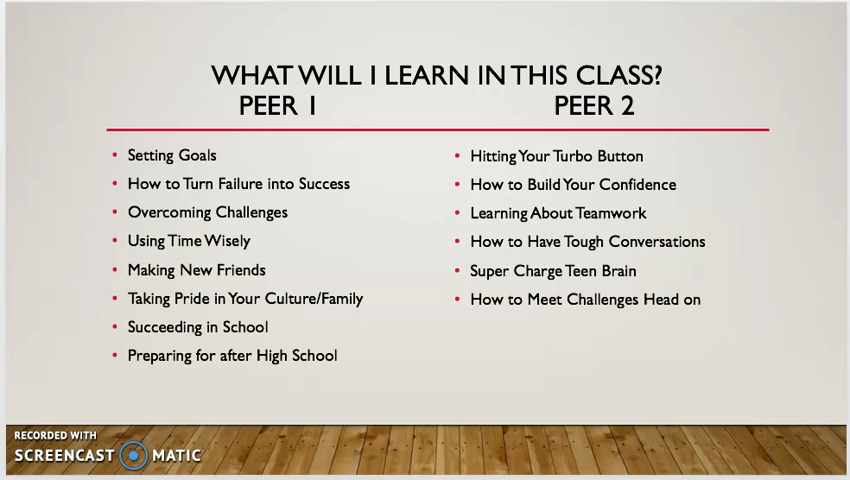 WHAT WILL I LEARN IN THIS CLASS?
PEER 1
PEER 2
Setting Goals
How to Turn Failure into Success
Overcoming Challenges
Using Time Wisely
Making New Friends
Taking Pride in Your Culture/Family
Succeeding in School
Preparing for after High School
Hitting Your Turbo Button
How to Build Your Confidence
Learning About Teamwork
How to Have Tough Conversations
Super Charge Teen Brain
How to Meet Challenges Head on
RECORDED WITH
SCREENCAST MATIC